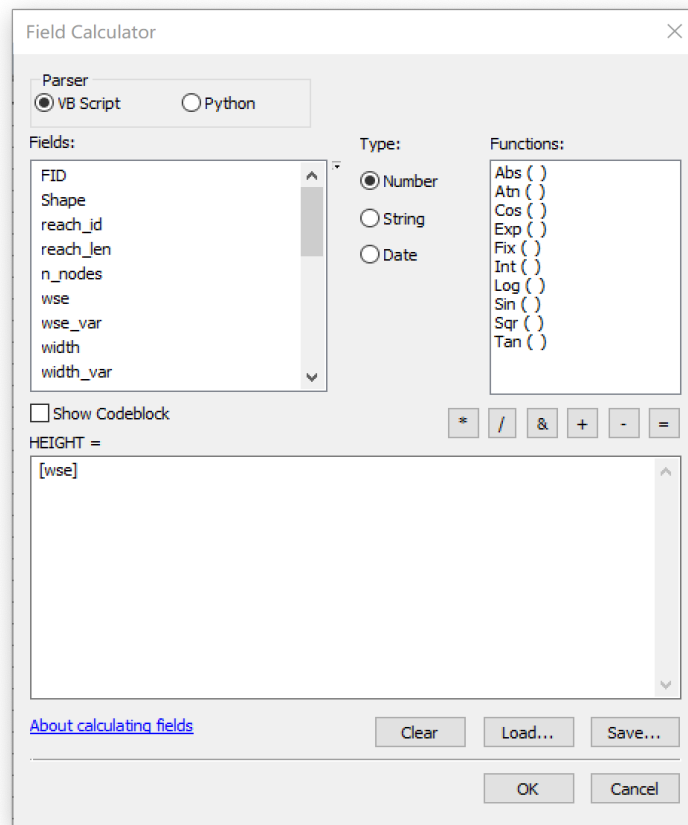 Field Calculator
Parser
VB Script
Python
Fields:
FID
Shape
reach_id
reach_len
n_nodes
wse
wse_var
width
width_var
Type:
Number
String
Date
Functions:
Abs ( )
Atn ( )
Cos ( )
Exp ( )
Fix ( )
Int ( )
Log ( )
Sin ( )
Sqr ( )
Tan ( )
Show Codeblock
* / & + - =
HEIGHT =
[wse]
About calculating fields
Clear
Load...
Save...
OK
Cancel